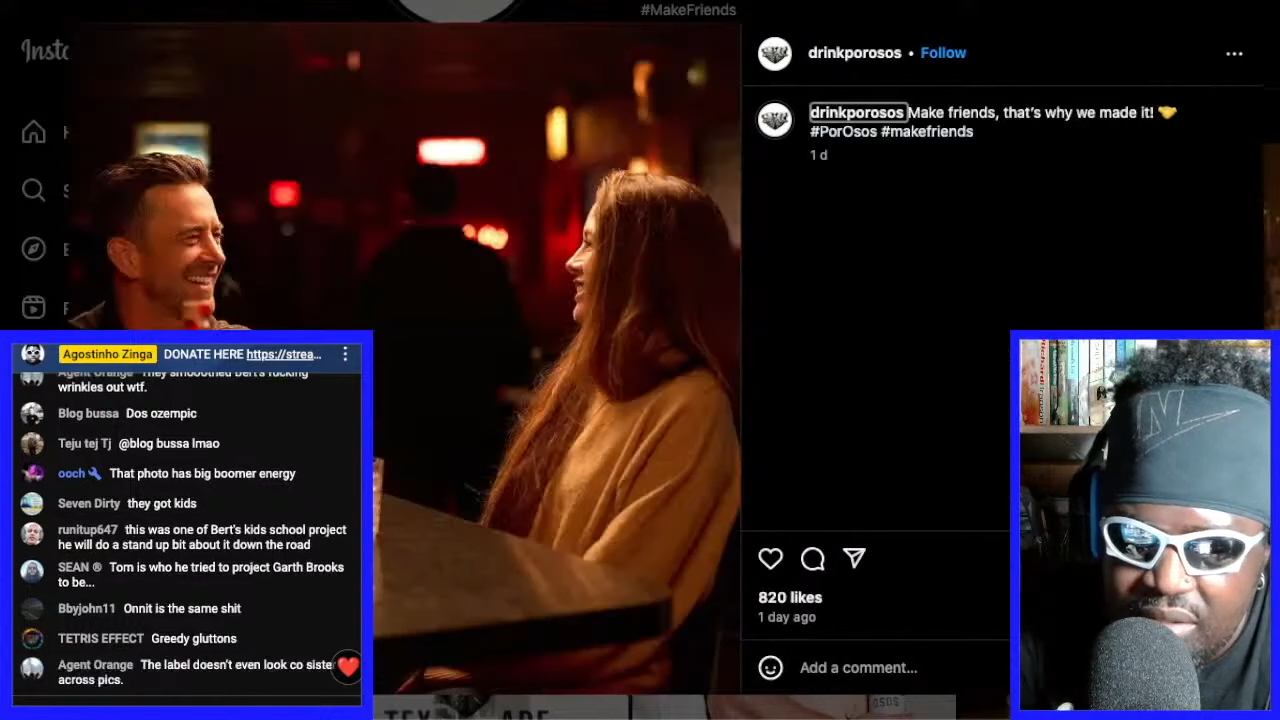 #MakeFriends
Insta
drinkporosos • Follow
drinkporosos Make friends, that's why we made it! 🤝
#PorOsos #makefriends
1 d
820 likes
1 day ago
Add a comment...
Agostinho Zinga DONATE HERE https://strea...
Agent Orange They smoothed Bert's fucking
wrinkles out wtf.
Blog bussa Dos ozempic
Teju tej Tj @blog bussa lmao
ooch 🔧 That photo has big boomer energy
Seven Dirty they got kids
runitup647 this was one of Bert's kids school project
he will do a stand up bit about it down the road
SEAN ® Tom is who he tried to project Garth Brooks
to be...
Bbyjohn11 Onnit is the same shit
TETRIS EFFECT Greedy gluttons
Agent Orange The label doesn't even look co siste
across pics.